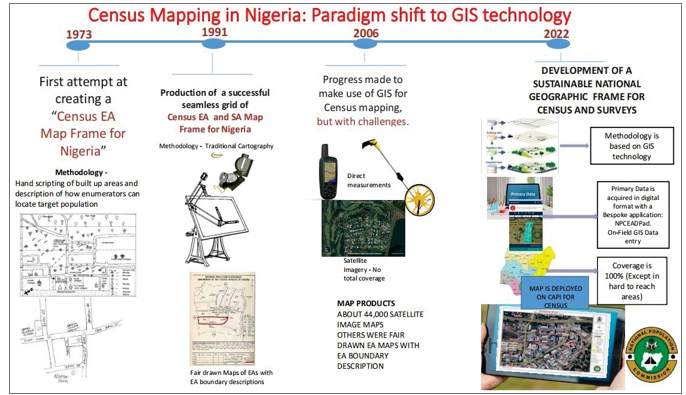 Census Mapping in Nigeria: Paradigm shift to GIS technology
1973
1991
2006
2022
First attempt at
creating a
“Census EA
Map Frame for
Nigeria”
Methodology -
Hand scripting of built up areas and
description of how enumerators can
locate target population
Production of a successful
seamless grid of
Census EA and SA Map
Frame for Nigeria
Methodology - Traditional Cartography
Fair drawn Maps of EAs with
EA boundary descriptions
Progress made to
make use of GIS for
Census mapping,
but with challenges.
Direct
measurements
Satellite
Imagery - No
total coverage
MAP PRODUCTS
ABOUT 44,000 SATELLITE
IMAGE MAPS
OTHERS WERE FAIR
DRAWN EA MAPS WITH
EA BOUNDARY
DESCRIPTION
DEVELOPMENT OF A
SUSTAINABLE NATIONAL
GEOGRAPHIC FRAME FOR
CENSUS AND SURVEYS
Methodology is
based on GIS
technology
Primary Data
Primary Data is
acquired in digital
format with a
Bespoke application:
NPCEADPad.
On-Field GIS Data
entry
Coverage is
100% (Except in
hard to reach
areas)
MAP IS DEPLOYED
ON CAPI FOR
CENSUS
NATIONAL POPULATION
COMMISSION